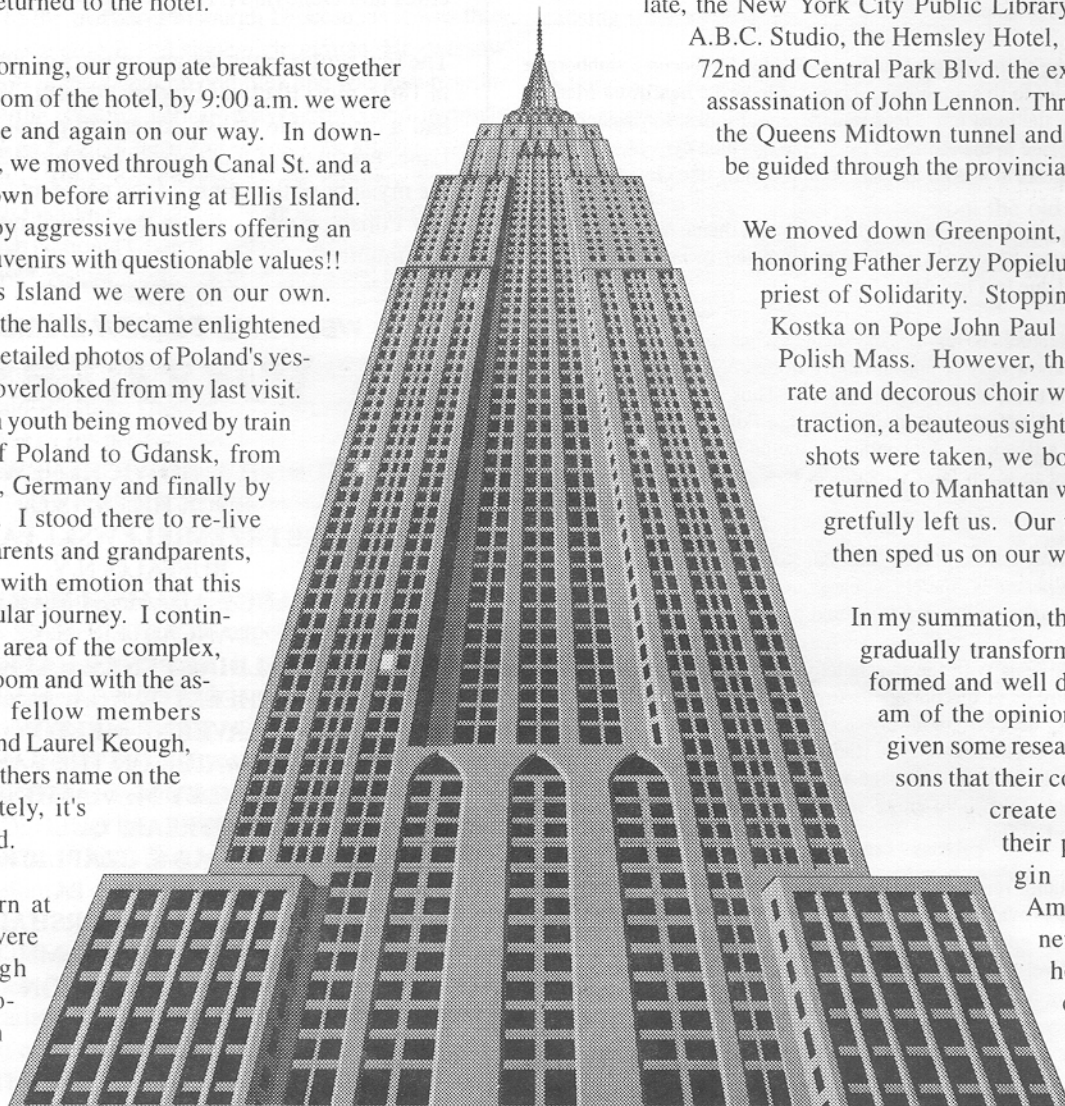 returned to the hotel.
orning, our group ate breakfast together
om of the hotel, by 9:00 a.m. we were
e and again on our way. In down-
, we moved through Canal St. and a
own before arriving at Ellis Island.
by aggressive hustlers offering an
uvenirs with questionable values!!
s Island we were on our own.
the halls, I became enlightened
etailed photos of Poland's yes-
overlooked from my last visit.
n youth being moved by train
f Poland to Gdansk, from
, Germany and finally by
. I stood there to re-live
arents and grandparents,
with emotion that this
ular journey. I contin-
area of the complex,
oom and with the as-
fellow members
nd Laurel Keough,
thers name on the
tely, it's
d.
rn at
were
gh
o-
late, the New York City Public Library
A.B.C. Studio, the Hemsley Hotel,
72nd and Central Park Blvd. the ex
assassination of John Lennon. Thr
the Queens Midtown tunnel and
be guided through the provincia
We moved down Greenpoint,
honoring Father Jerzy Popielu
priest of Solidarity. Stoppin
Kostka on Pope John Paul
Polish Mass. However, th
rate and decorous choir w
traction, a beauteous sight
shots were taken, we bo
returned to Manhattan w
gretfully left us. Our
then sped us on our w
In my summation, th
gradually transform
formed and well d
am of the opinion
given some resea
sons that their co
create
their p
gin
Am
ne
h